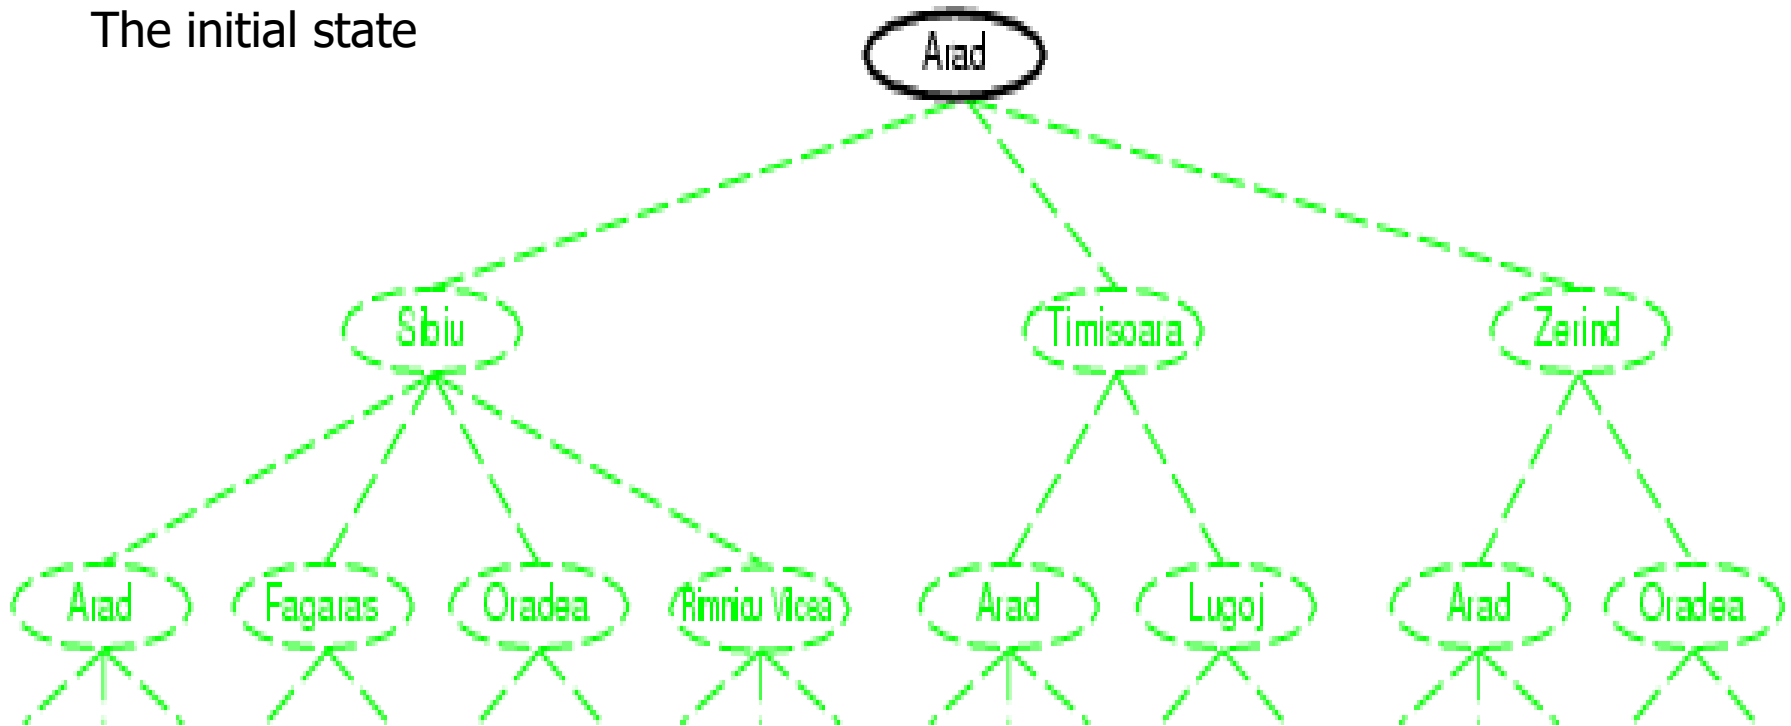 The initial state
Arad
Sibiu
Timisoara
Zerind
Arad
Fagaras
Oradea
Rimnicu Vilcea
Arad
Lugoj
Arad
Oradea